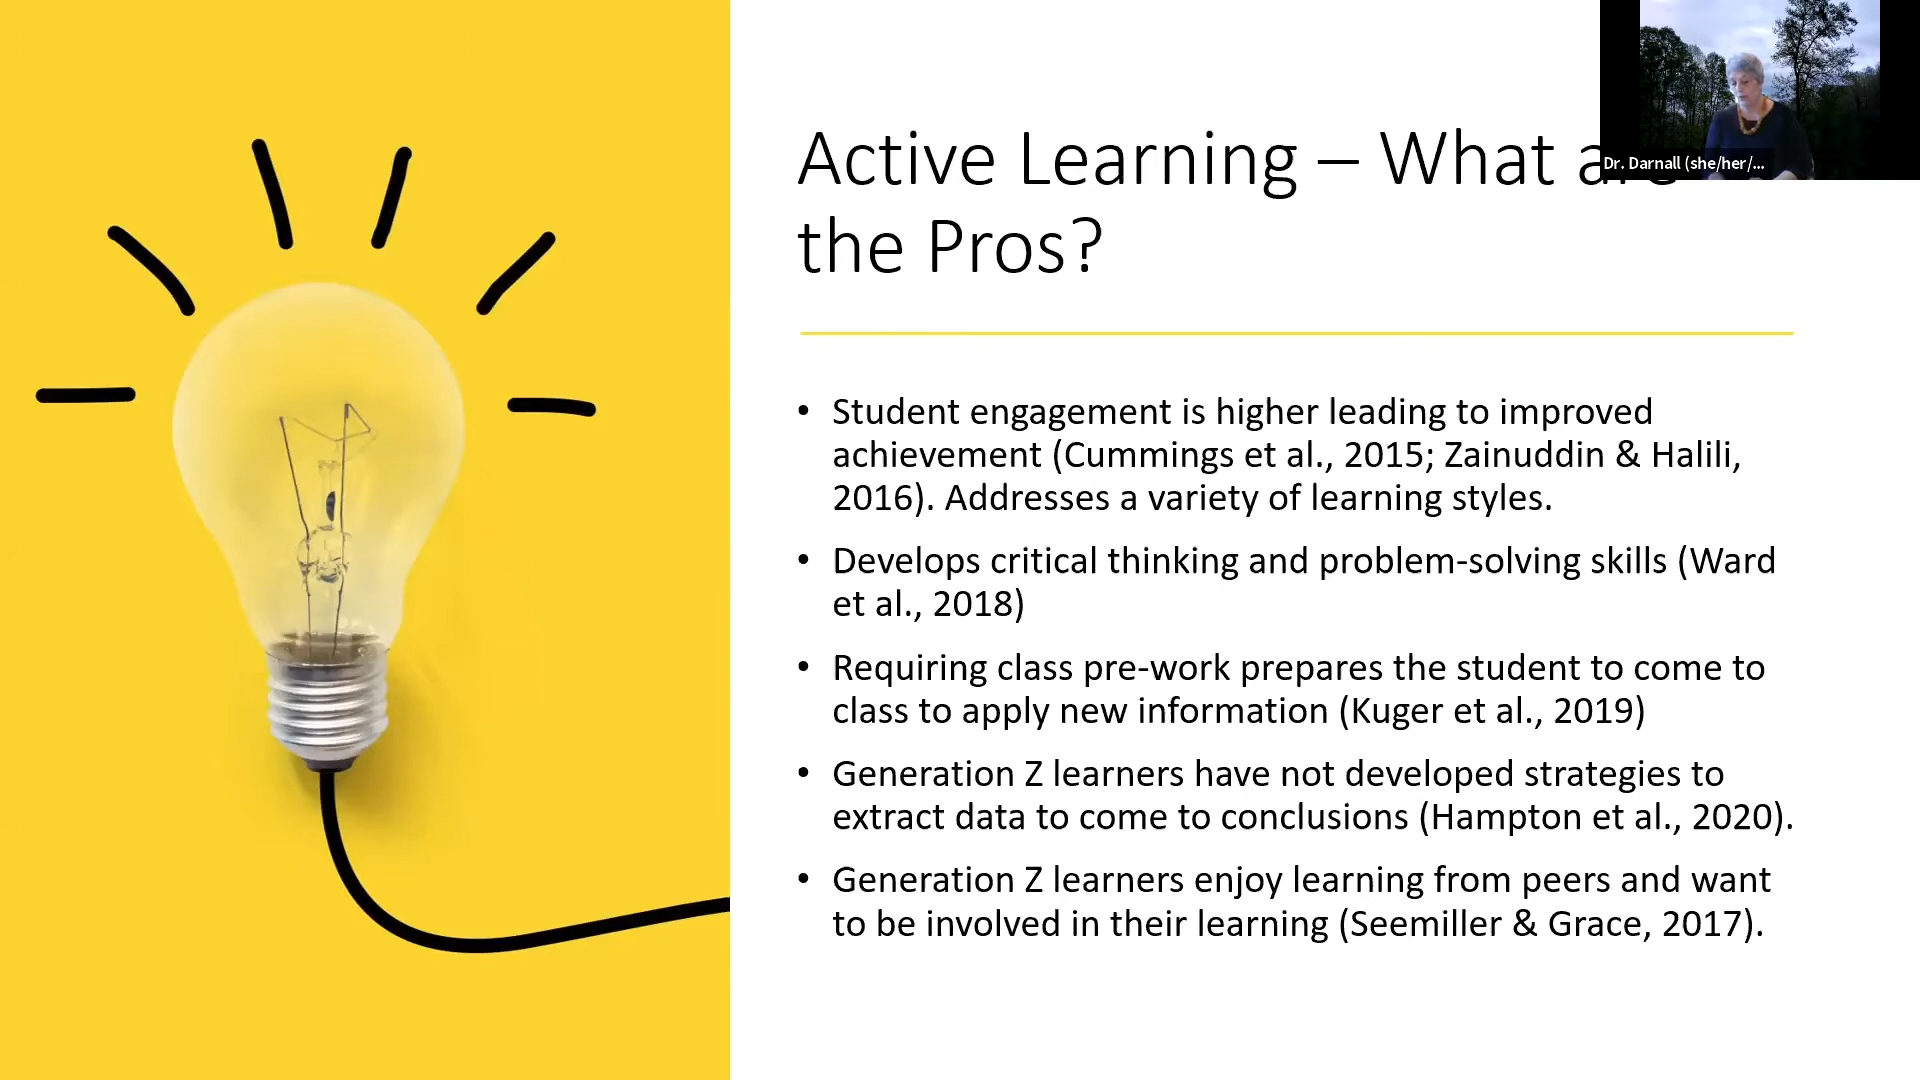 Active Learning – What are
the Pros?
Dr. Darnall (she/her/...
• Student engagement is higher leading to improved
achievement (Cummings et al., 2015; Zainuddin & Halili,
2016). Addresses a variety of learning styles.
• Develops critical thinking and problem-solving skills (Ward
et al., 2018)
• Requiring class pre-work prepares the student to come to
class to apply new information (Kuger et al., 2019)
• Generation Z learners have not developed strategies to
extract data to come to conclusions (Hampton et al., 2020).
• Generation Z learners enjoy learning from peers and want
to be involved in their learning (Seemiller & Grace, 2017).